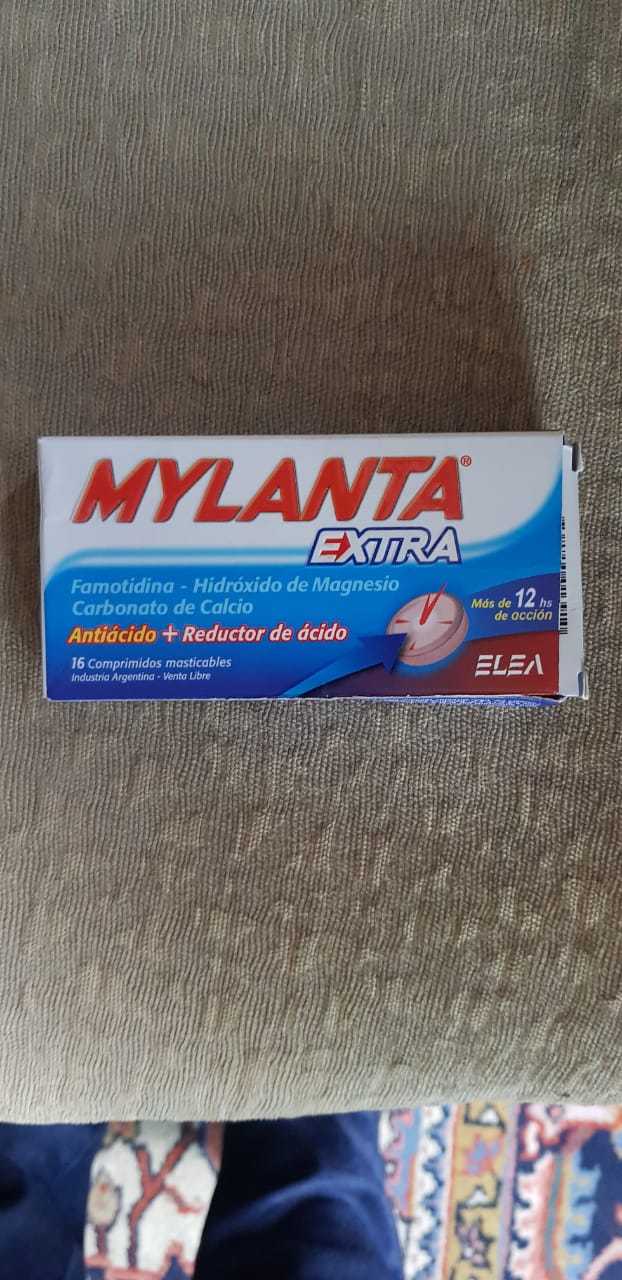 MYLANTA®
EXTRA
Famotidina - Hidróxido de Magnesio
Carbonato de Calcio
Antiácido + Reductor de ácido
Más de 12 hs
de acción
16 Comprimidos masticables
Industria Argentina - Venta Libre
ELEA